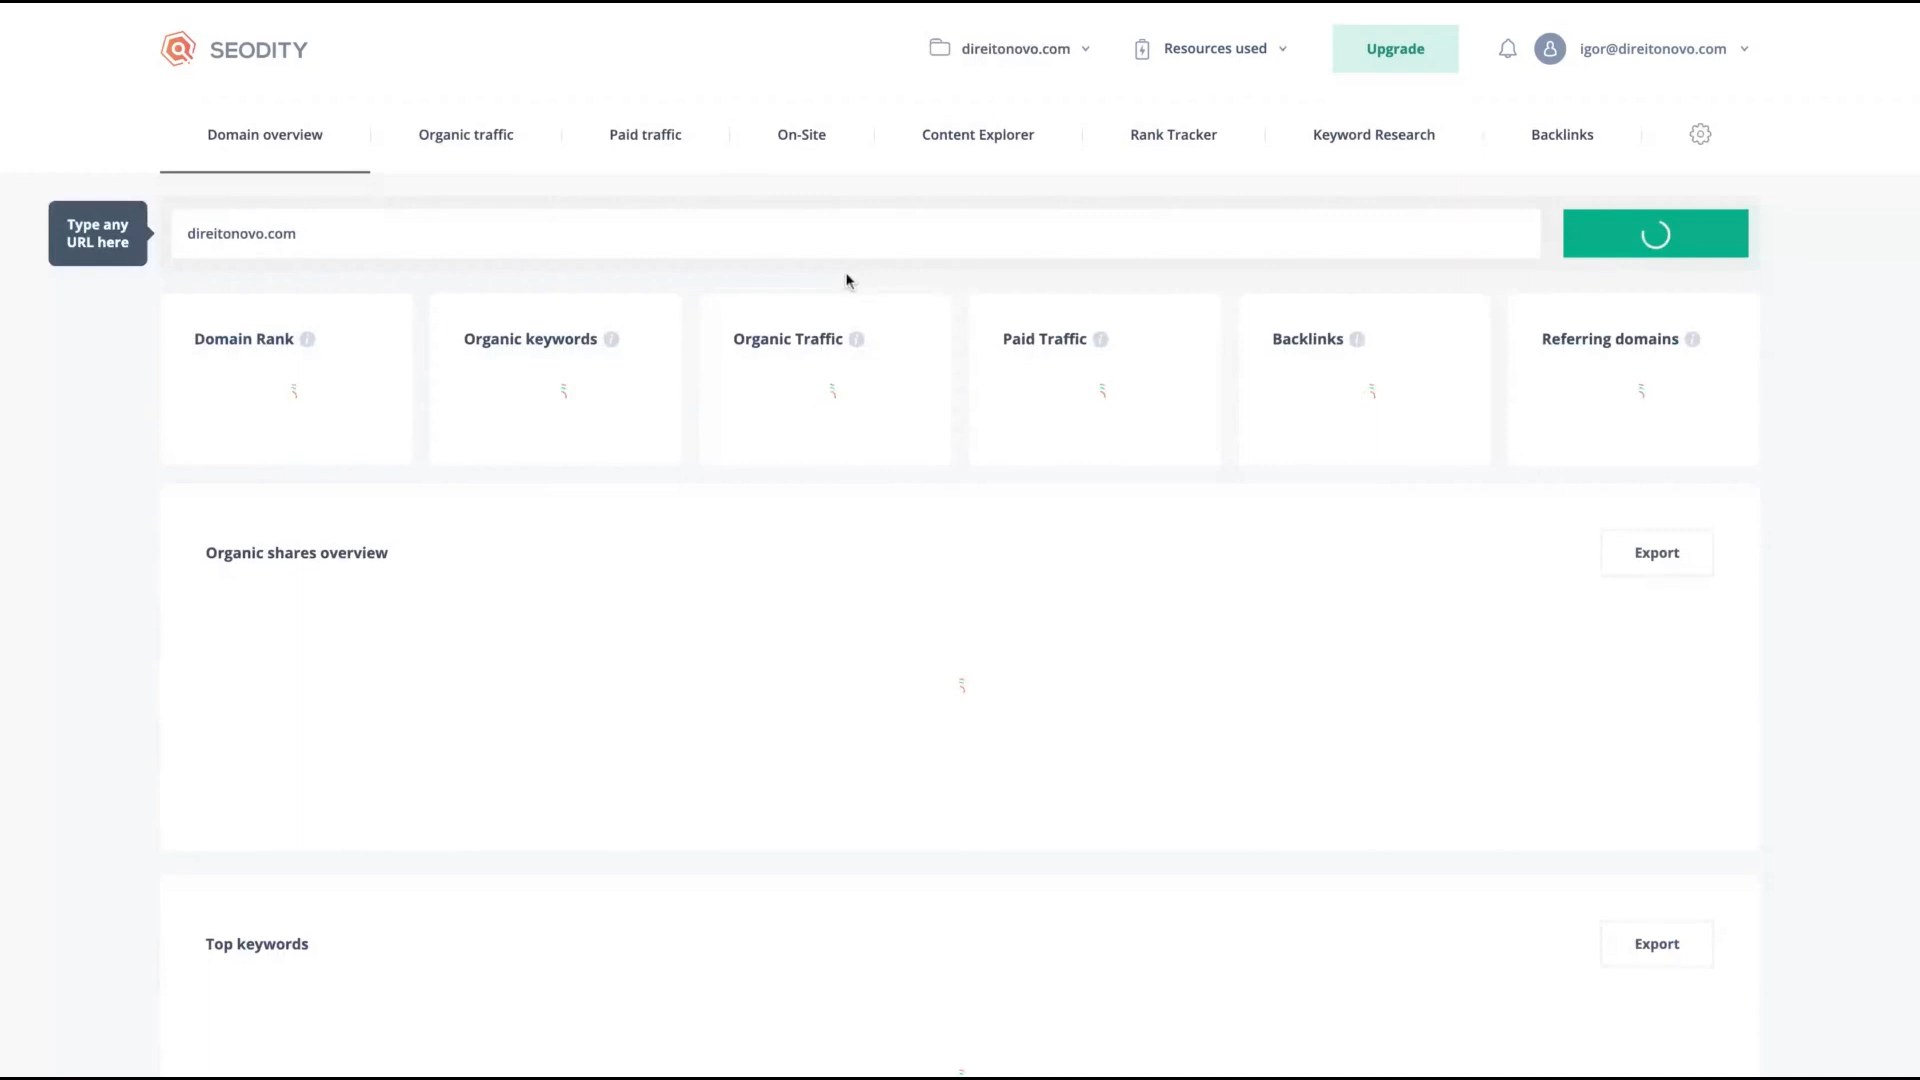 SEODITY
direitonovo.com
Resources used
Upgrade
igor@direitonovo.com
Domain overview
Organic traffic
Paid traffic
On-Site
Content Explorer
Rank Tracker
Keyword Research
Backlinks
Type any
URL here
direitonovo.com
Domain Rank
Organic keywords
Organic Traffic
Paid Traffic
Backlinks
Referring domains
Organic shares overview
Export
Top keywords
Export